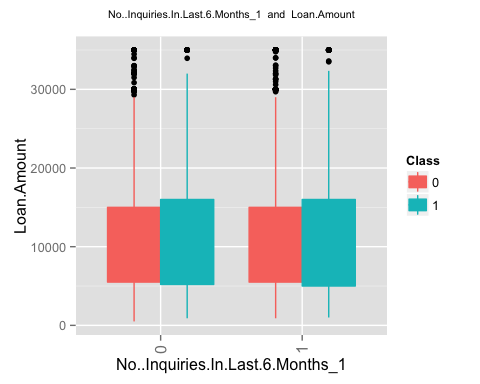 No..Inquiries.In.Last.6.Months_1 and Loan.Amount
30000
20000
10000
0
Loan.Amount
0
1
No..Inquiries.In.Last.6.Months_1
Class
0
1